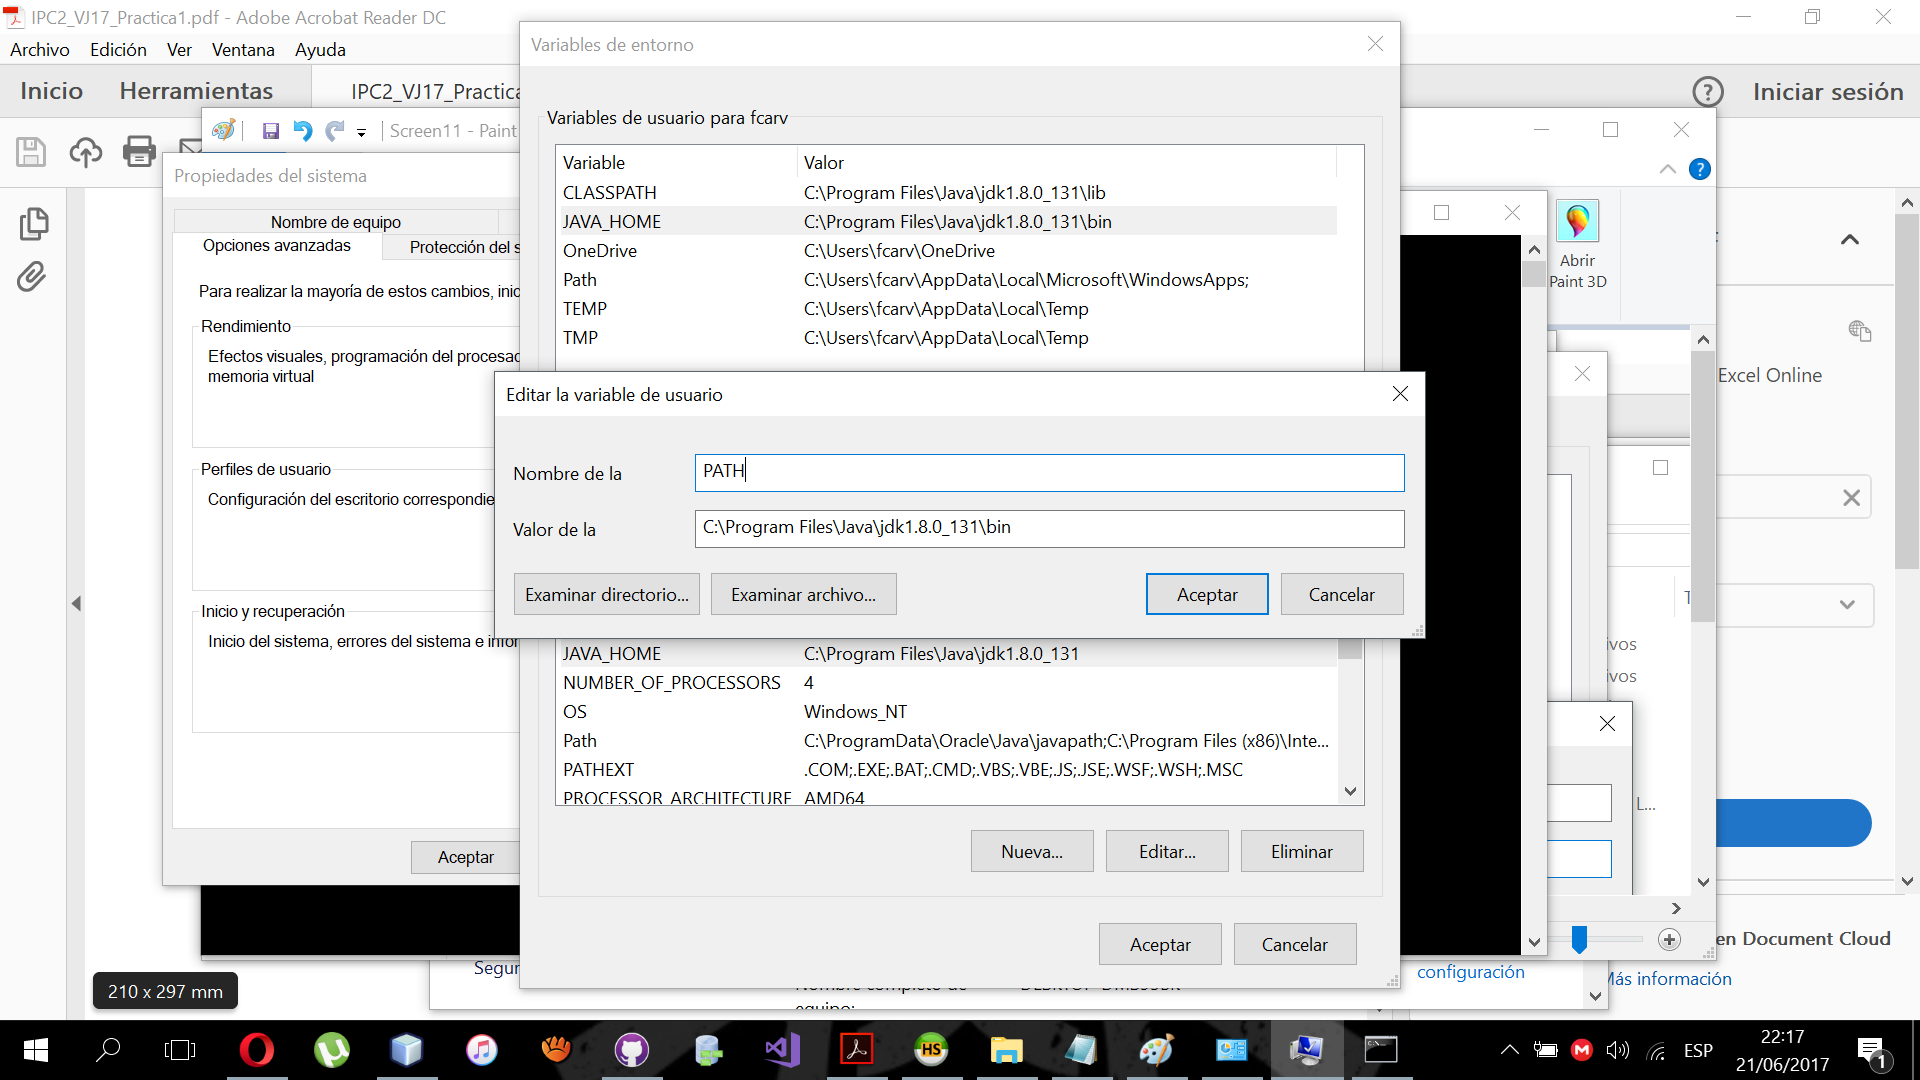 IPC2_VJ17_Practica1.pdf - Adobe Acrobat Reader DC
Archivo Edición Ver Ventana Ayuda
Inicio Herramientas IPC2_VJ17_Practica
Iniciar sesión
Screen11 - Paint
Propiedades del sistema
Nombre de equipo
Opciones avanzadas
Protección del s
Para realizar la mayoría de estos cambios, inic
Rendimiento
Efectos visuales, programación del procesad
memoria virtual
Perfiles de usuario
Configuración del escritorio correspondie
Inicio y recuperación
Inicio del sistema, errores del sistema e infor
Aceptar
Variables de entorno
Variables de usuario para fcarv
Variable Valor
CLASSPATH C:\Program Files\Java\jdk1.8.0_131\lib
JAVA_HOME C:\Program Files\Java\jdk1.8.0_131\bin
OneDrive C:\Users\fcarv\OneDrive
Path C:\Users\fcarv\AppData\Local\Microsoft\WindowsApps;
TEMP C:\Users\fcarv\AppData\Local\Temp
TMP C:\Users\fcarv\AppData\Local\Temp
Editar la variable de usuario
Nombre de la PATH
Valor de la C:\Program Files\Java\jdk1.8.0_131\bin
Examinar directorio... Examinar archivo... Aceptar Cancelar
JAVA_HOME C:\Program Files\Java\jdk1.8.0_131
NUMBER_OF_PROCESSORS 4
OS Windows_NT
Path C:\ProgramData\Oracle\Java\javapath;C:\Program Files (x86)\Inte...
PATHEXT .COM;.EXE;.BAT;.CMD;.VBS;.VBE;.JS;.JSE;.WSF;.WSH;.MSC
PROCESSOR_ARCHITECTURE AMD64
Nueva... Editar... Eliminar
Aceptar Cancelar
Abrir
Paint 3D
Excel Online
ivos
ivos
L...
en Document Cloud
Más información
configuración
Segur
equipo:
210 x 297 mm
HS
ESP
22:17
21/06/2017
1